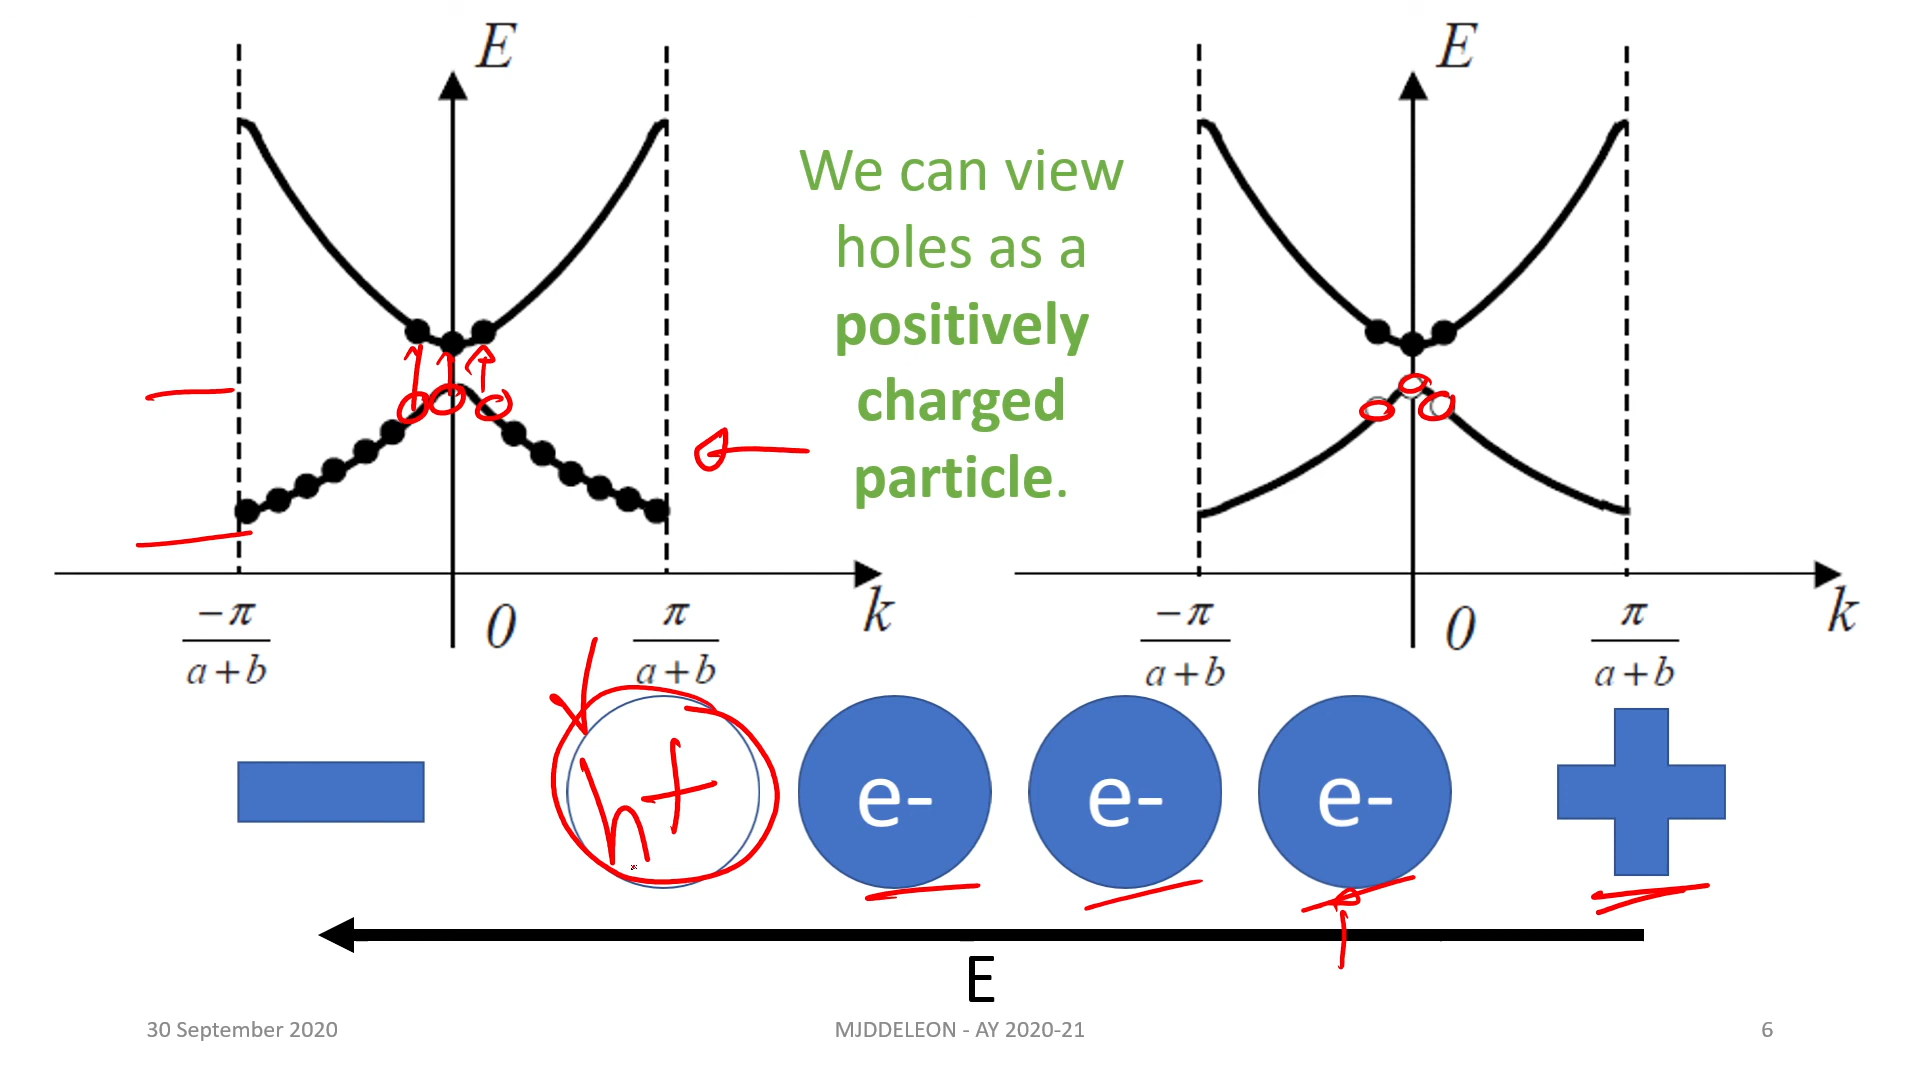 E
E
We can view
holes as a
positively
charged
particle.
k
k
0
0
−π
a+b
π
a+b
−π
a+b
π
a+b
h+
e-
e-
e-
E
30 September 2020
MJDDELEON - AY 2020-21
6